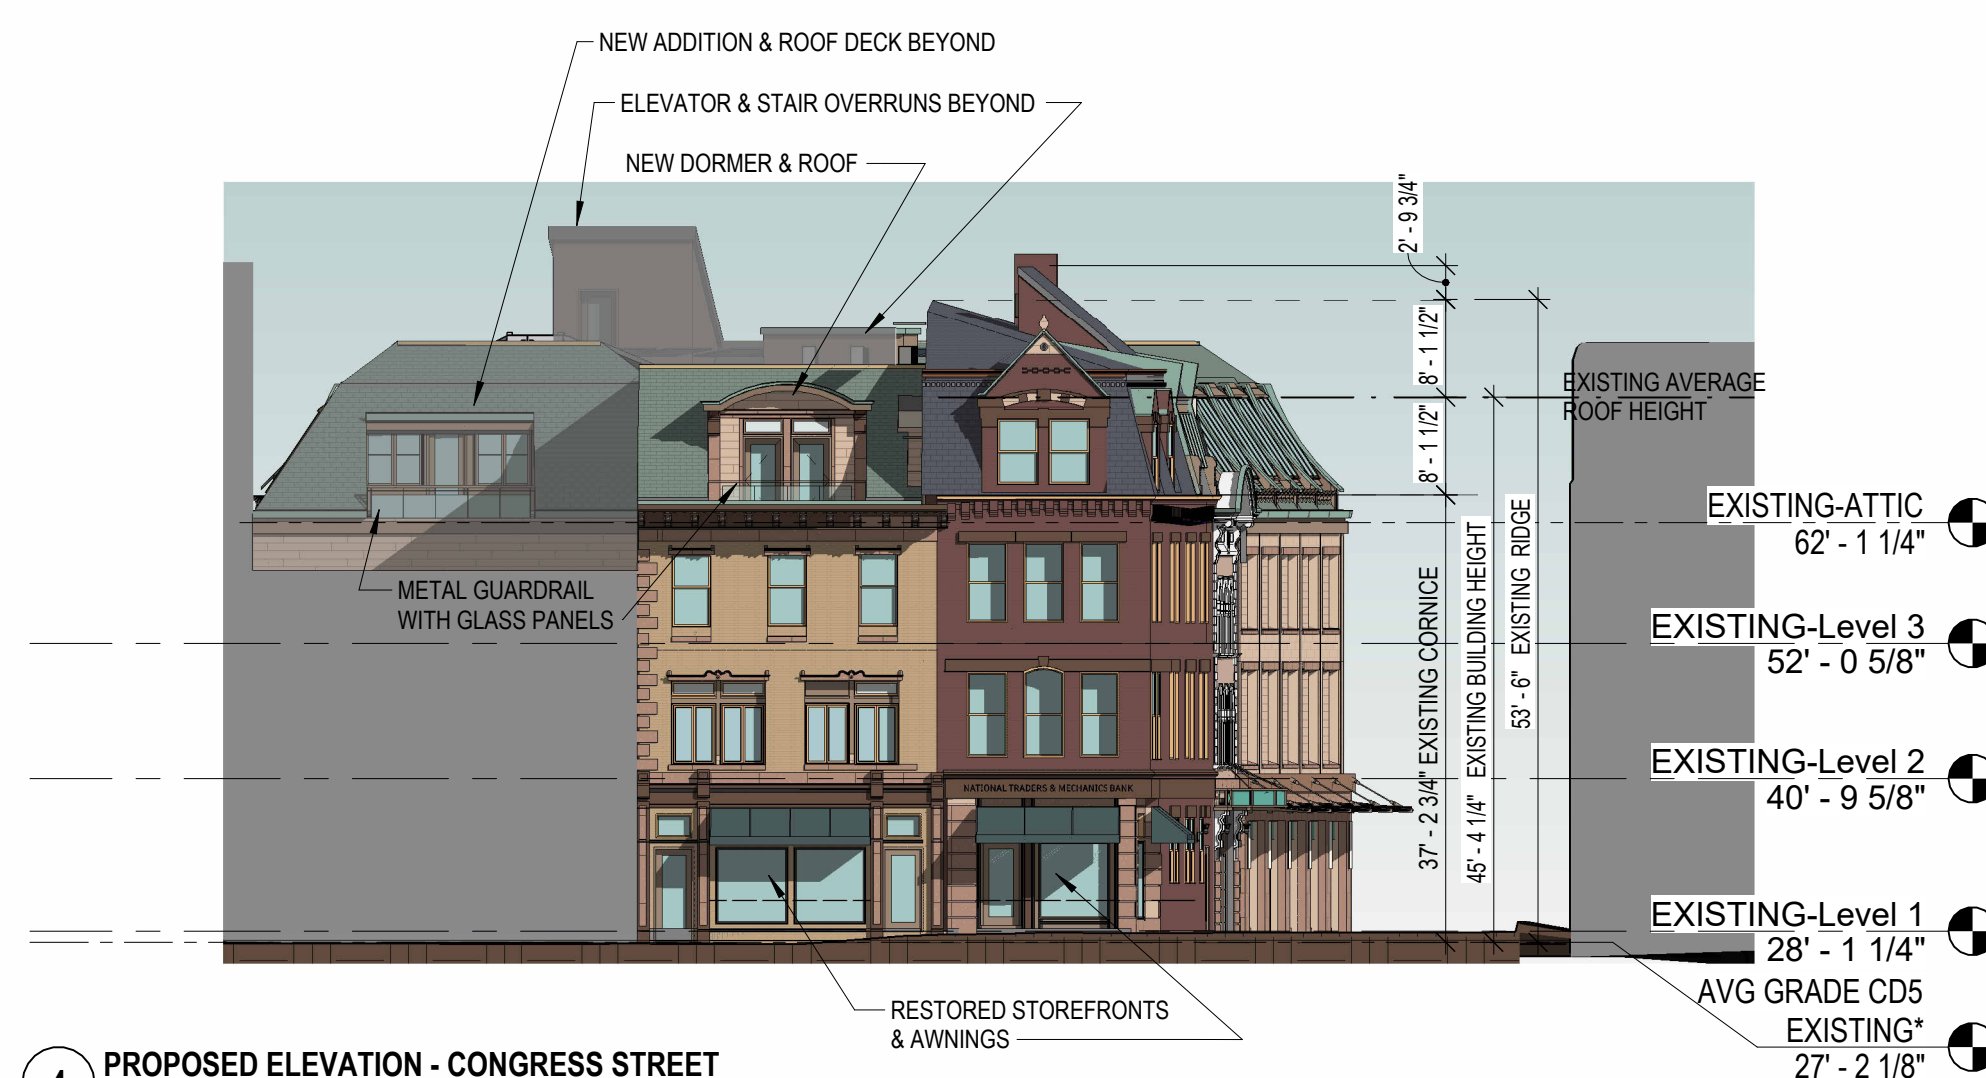 NEW ADDITION & ROOF DECK BEYOND
ELEVATOR & STAIR OVERRUNS BEYOND
NEW DORMER & ROOF
2' - 9 3/4"
8' - 1 1/2"
8' - 1 1/2"
EXISTING AVERAGE
ROOF HEIGHT
37' - 2 3/4" EXISTING CORNICE
45' - 4 1/4" EXISTING BUILDING HEIGHT
53' - 6" EXISTING RIDGE
EXISTING-ATTIC
62' - 1 1/4"
METAL GUARDRAIL
WITH GLASS PANELS
EXISTING-Level 3
52' - 0 5/8"
EXISTING-Level 2
40' - 9 5/8"
NATIONAL TRADERS & MECHANICS BANK
EXISTING-Level 1
28' - 1 1/4"
AVG GRADE CD5
EXISTING*
27' - 2 1/8"
RESTORED STOREFRONTS
& AWNINGS
PROPOSED ELEVATION - CONGRESS STREET